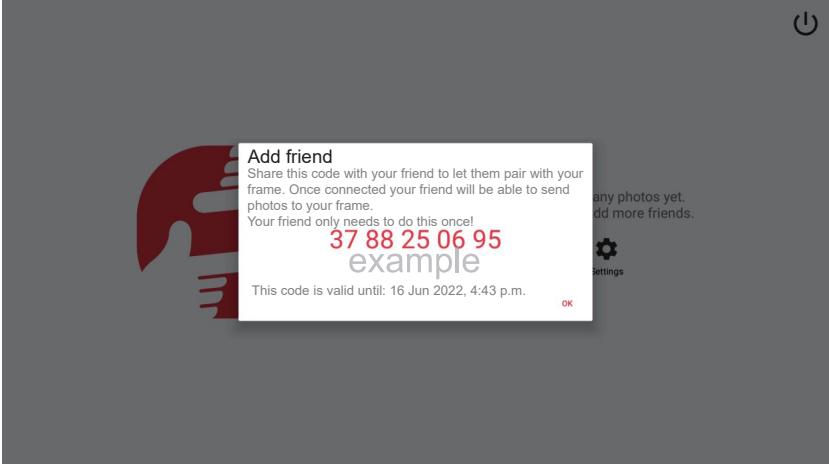 Add friend
Share this code with your friend to let them pair with your
frame. Once connected your friend will be able to send
photos to your frame.
Your friend only needs to do this once!
37 88 25 06 95
example
This code is valid until: 16 Jun 2022, 4:43 p.m.
OK
any photos yet.
dd more friends.
Settings